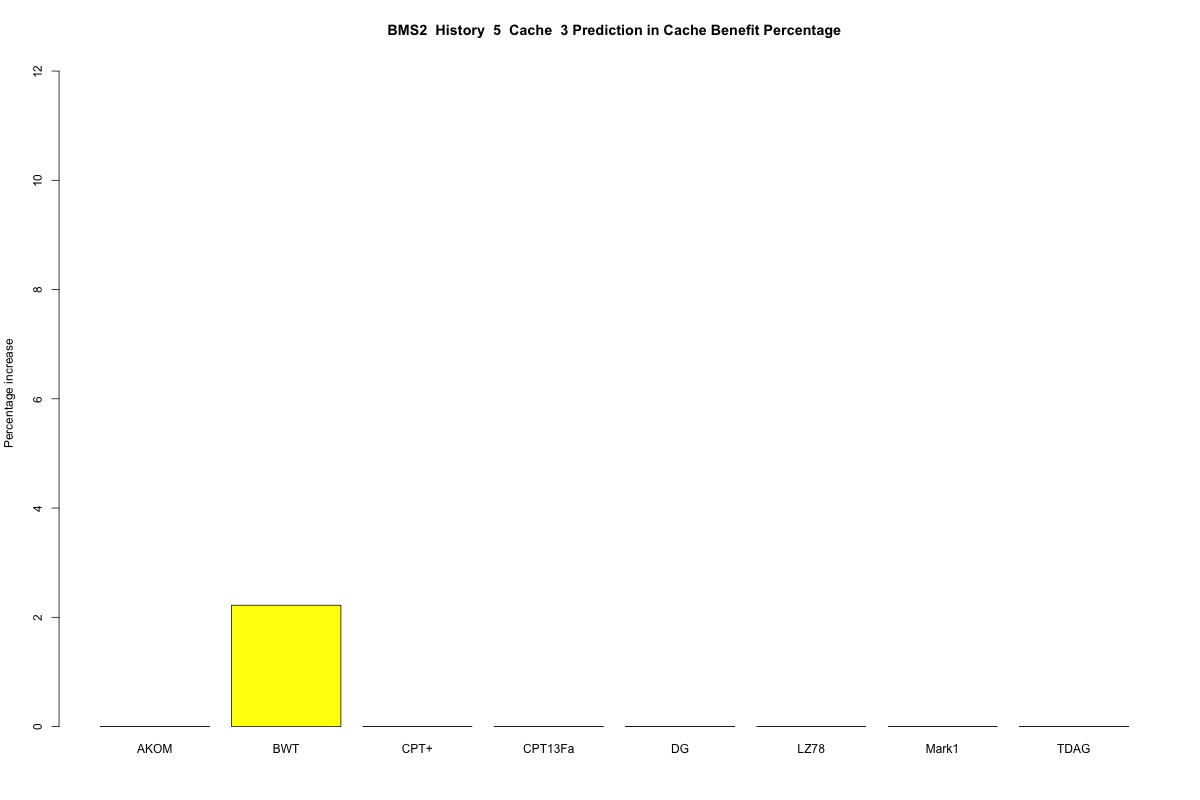 BMS2  History  5  Cache  3 Prediction in Cache Benefit Percentage
Percentage increase
12
10
8
6
4
2
0
AKOM BWT CPT+ CPT13Fa DG LZ78 Mark1 TDAG